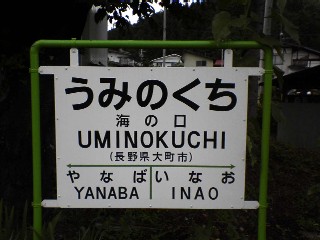 うみのくち
海の口
UMINOKUCHI
(長野県大町市)
やなば いなお
YANABA INAO